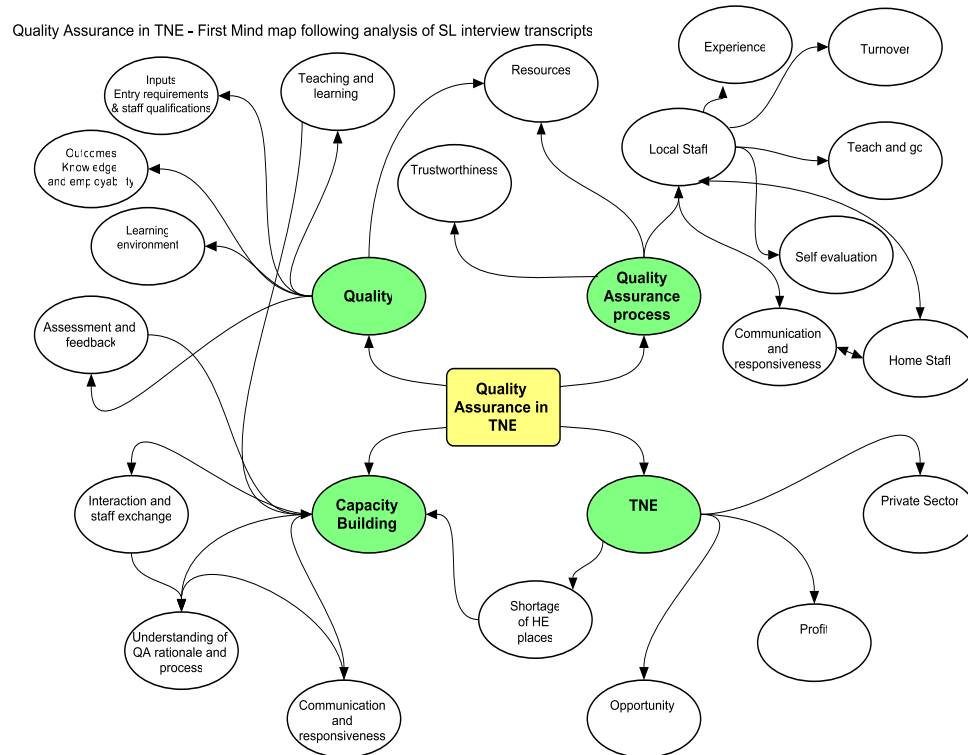 Quality Assurance in TNE - First Mind map following analysis of SL interview transcripts
Experience
Turnover
Resources
Inputs
Entry requirements
& staff qualifications
Teaching and
learning
Local Staff
Teach and go
Outcomes
Knowledge
and employability
Trustworthiness
Learning
environment
Self evaluation
Quality
Quality
Assurance
process
Assessment and
feedback
Communication
and
responsiveness
Home Staff
Quality
Assurance in
TNE
Interaction and
staff exchange
Capacity
Building
TNE
Private Sector
Shortage
of HE
places
Understanding of
QA rationale and
process
Profit
Communication
and
responsiveness
Opportunity